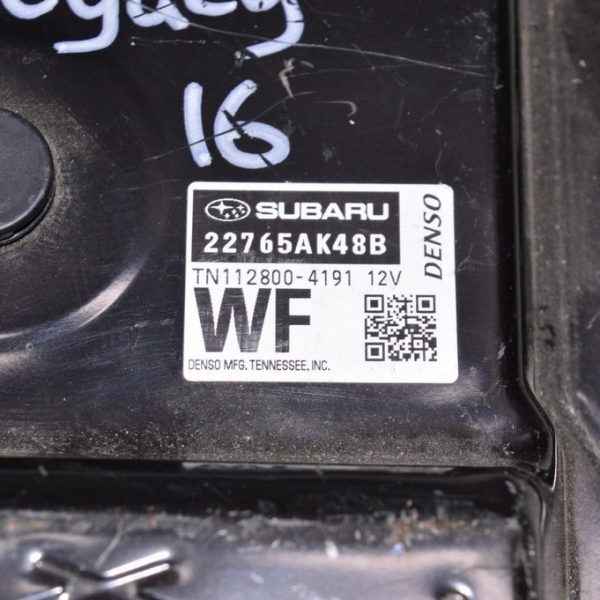 16
SUBARU
22765AK48B
TN112800-4191 12V
DENSO
WF
DENSO MFG. TENNESSEE, INC.